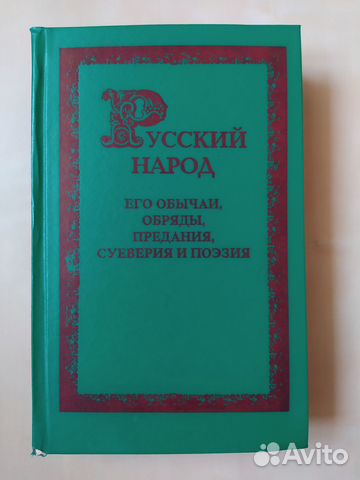 РУССКИЙ
НАРОД
ЕГО ОБЫЧАИ,
ОБРЯДЫ,
ПРЕДАНИЯ,
СУЕВЕРИЯ И ПОЭЗИЯ
Avito